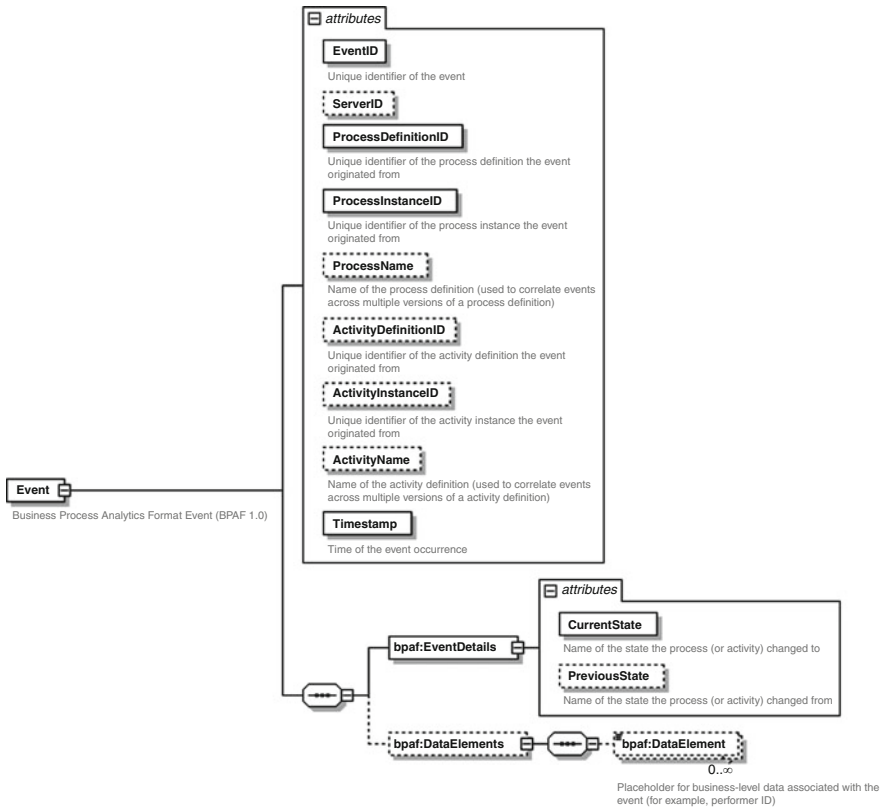 attributes
EventID
Unique identifier of the event
ServerID
ProcessDefinitionID
Unique identifier of the process definition the event
originated from
ProcessInstanceID
Unique identifier of the process instance the event
originated from
ProcessName
Name of the process definition (used to correlate events
across multiple versions of a process definition)
ActivityDefinitionID
Unique identifier of the activity definition the event
originated from
ActivityInstanceID
Unique identifier of the activity instance the event
originated from
ActivityName
Name of the activity definition (used to correlate events
across multiple versions of a activity definition)
Timestamp
Time of the event occurrence
Event
Business Process Analytics Format Event (BPAF 1.0)
attributes
CurrentState
Name of the state the process (or activity) changed to
PreviousState
Name of the state the process (or activity) changed from
bpaf:EventDetails
bpaf:DataElements
bpaf:DataElement
0..∞
Placeholder for business-level data associated with the
event (for example, performer ID)